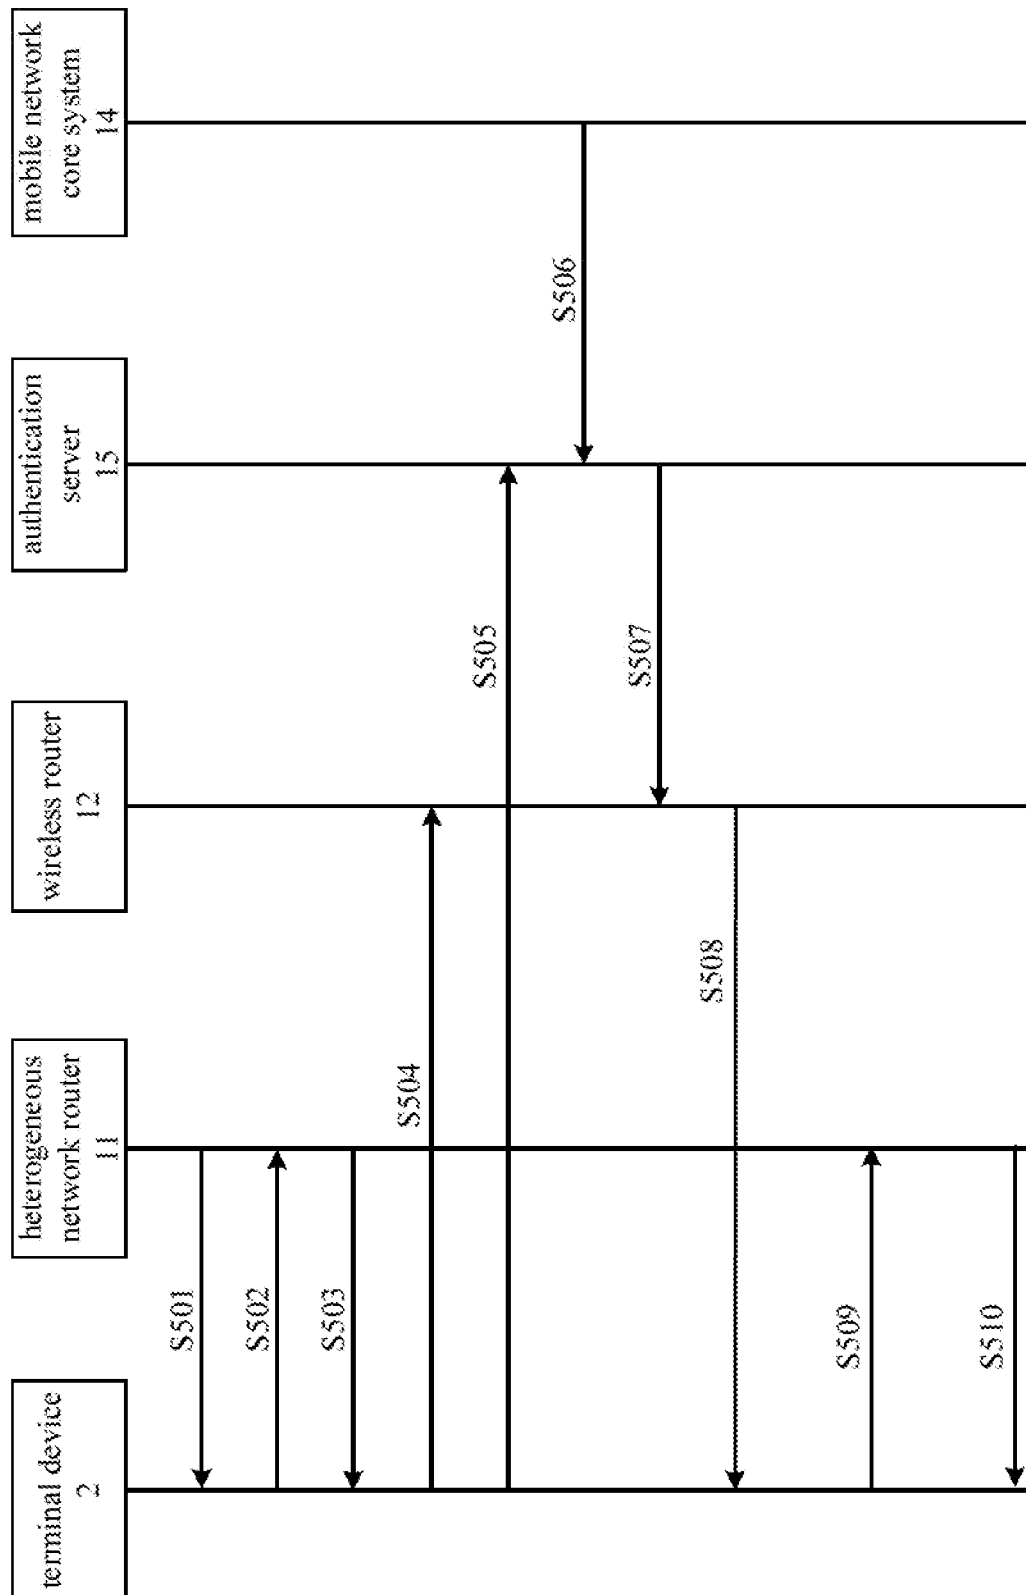 terminal device
2
heterogeneous
network router
11
wireless router
12
authentication
server
15
mobile network
core system
14
S501
S502
S503
S504
S505
S506
S507
S508
S509
S510